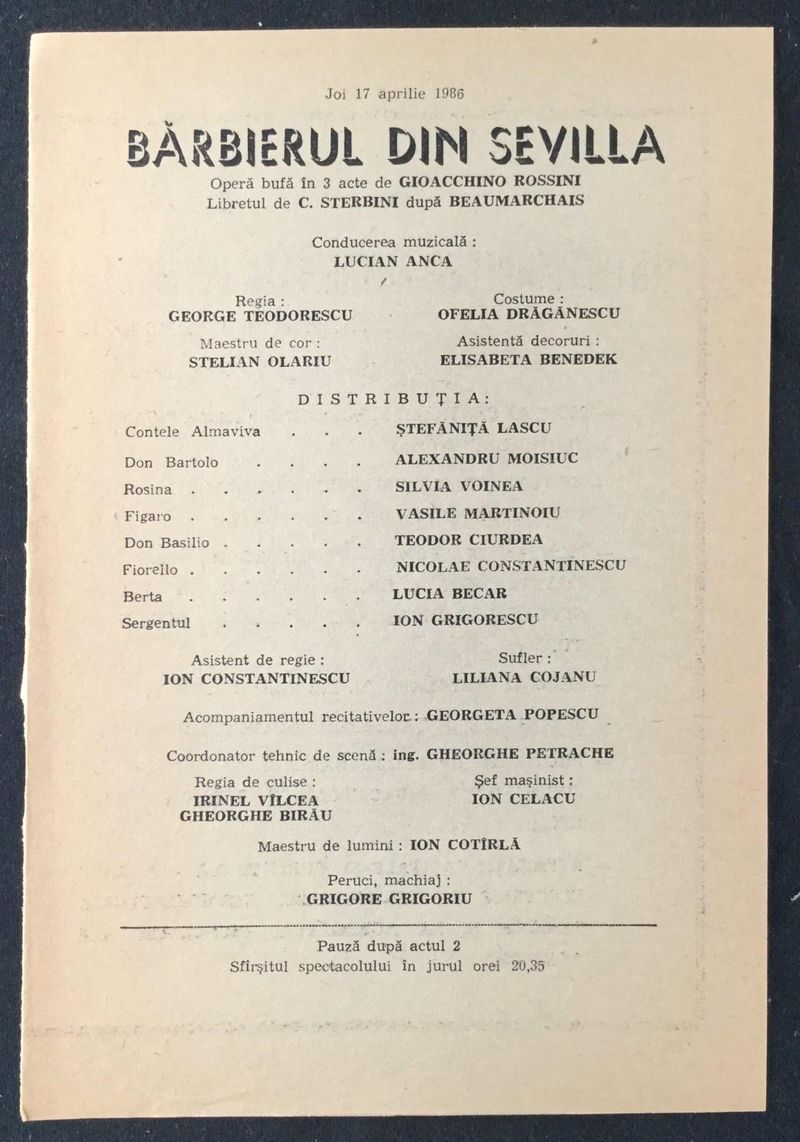 Joi 17 aprilie 1986
BĂRBIERUL DIN SEVILLA
Operă bufă în 3 acte de GIOACCHINO ROSSINI
Libretul de C. STERBINI după BEAUMARCHAIS
Conducerea muzicală :
LUCIAN ANCA
Regia :
GEORGE TEODORESCU
Costume :
OFELIA DRĂGĂNESCU
Maestru de cor :
STELIAN OLARIU
Asistentă decoruri :
ELISABETA BENEDEK
DISTRIBUȚIA:
Contele Almaviva . . . ȘTEFĂNIȚĂ LASCU
Don Bartolo . . . . ALEXANDRU MOISIUC
Rosina . . . . . . SILVIA VOINEA
Figaro . . . . . . VASILE MARTINOIU
Don Basilio . . . . . TEODOR CIURDEA
Fiorello . . . . . . NICOLAE CONSTANTINESCU
Berta . . . . . . LUCIA BECAR
Sergentul . . . . . ION GRIGORESCU
Asistent de regie :
ION CONSTANTINESCU
Sufler :
LILIANA COJANU
Acompaniamentul recitativelor : GEORGETA POPESCU
Coordonator tehnic de scenă : ing. GHEORGHE PETRACHE
Regia de culise :
IRINEL VÎLCEA
GHEORGHE BIRĂU
Șef mașinist :
ION CELACU
Maestru de lumini : ION COTÎRLĂ
Peruci, machiaj :
GRIGORE GRIGORIU
Pauză după actul 2
Sfîrșitul spectacolului în jurul orei 20,35